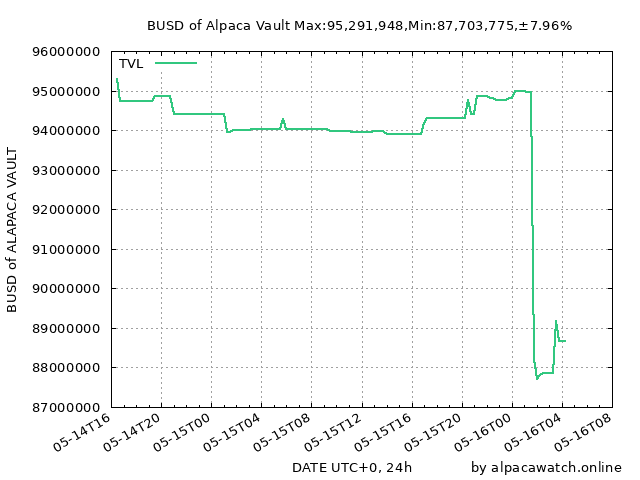 BUSD of Alpaca Vault Max:95,291,948,Min:87,703,775,±7.96%
96000000
TVL
95000000
94000000
93000000
92000000
91000000
90000000
89000000
88000000
87000000
BUSD of ALAPACA VAULT
05-14T16
05-14T20
05-15T00
05-15T04
05-15T08
05-15T12
05-15T16
05-15T20
05-16T00
05-16T04
05-16T08
DATE UTC+0, 24h
by alpacawatch.online